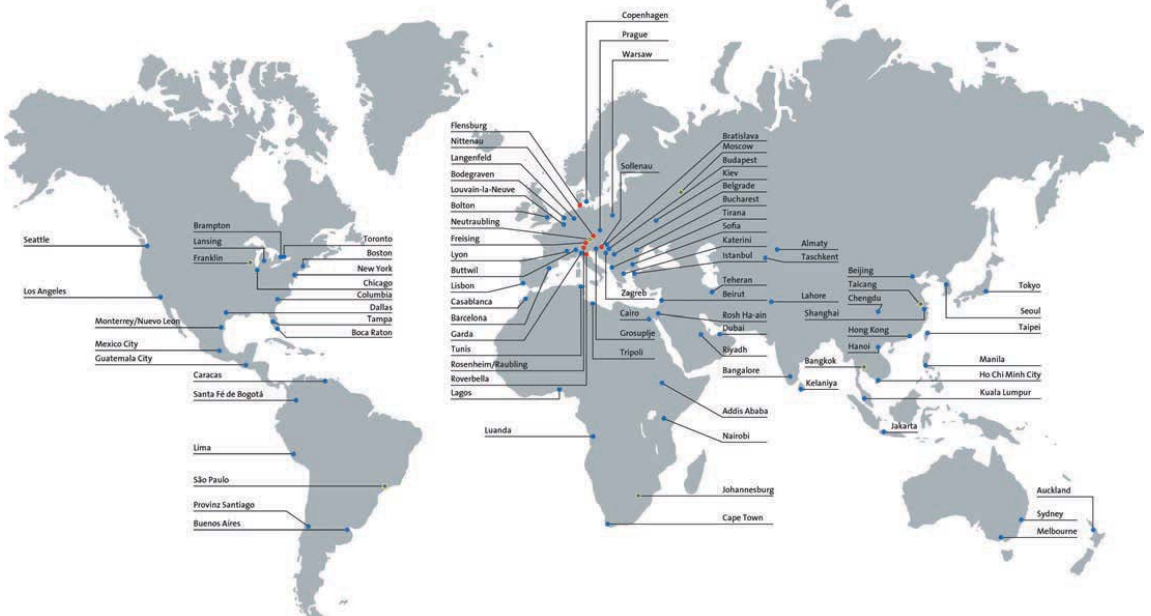 Copenhagen
Prague
Warsaw
Flensburg
Nittenau
Langenfeld
Bodegraven
Louvain-la-Neuve
Bolton
Neutraubling
Freising
Lyon
Buttwil
Lisbon
Casablanca
Barcelona
Garda
Tunis
Rosenheim/Raubling
Roverbella
Lagos
Luanda
Sollenau
Bratislava
Moscow
Budapest
Kiev
Belgrade
Bucharest
Tirana
Sofia
Katerini
Istanbul
Teheran
Beirut
Rosh Ha-ain
Dubai
Riyadh
Zagreb
Cairo
Grosuplje
Tripoli
Addis Ababa
Nairobi
Johannesburg
Cape Town
Seattle
Los Angeles
Brampton
Lansing
Franklin
Toronto
Boston
New York
Chicago
Columbia
Dallas
Tampa
Boca Raton
Monterrey/Nuevo Leon
Mexico City
Guatemala City
Caracas
Santa Fé de Bogotá
Lima
São Paulo
Provinz Santiago
Buenos Aires
Almaty
Taschkent
Lahore
Bangalore
Kelaniya
Beijing
Taicang
Chengdu
Shanghai
Hong Kong
Hanoi
Bangkok
Tokyo
Seoul
Taipei
Manila
Ho Chi Minh City
Kuala Lumpur
Jakarta
Auckland
Sydney
Melbourne